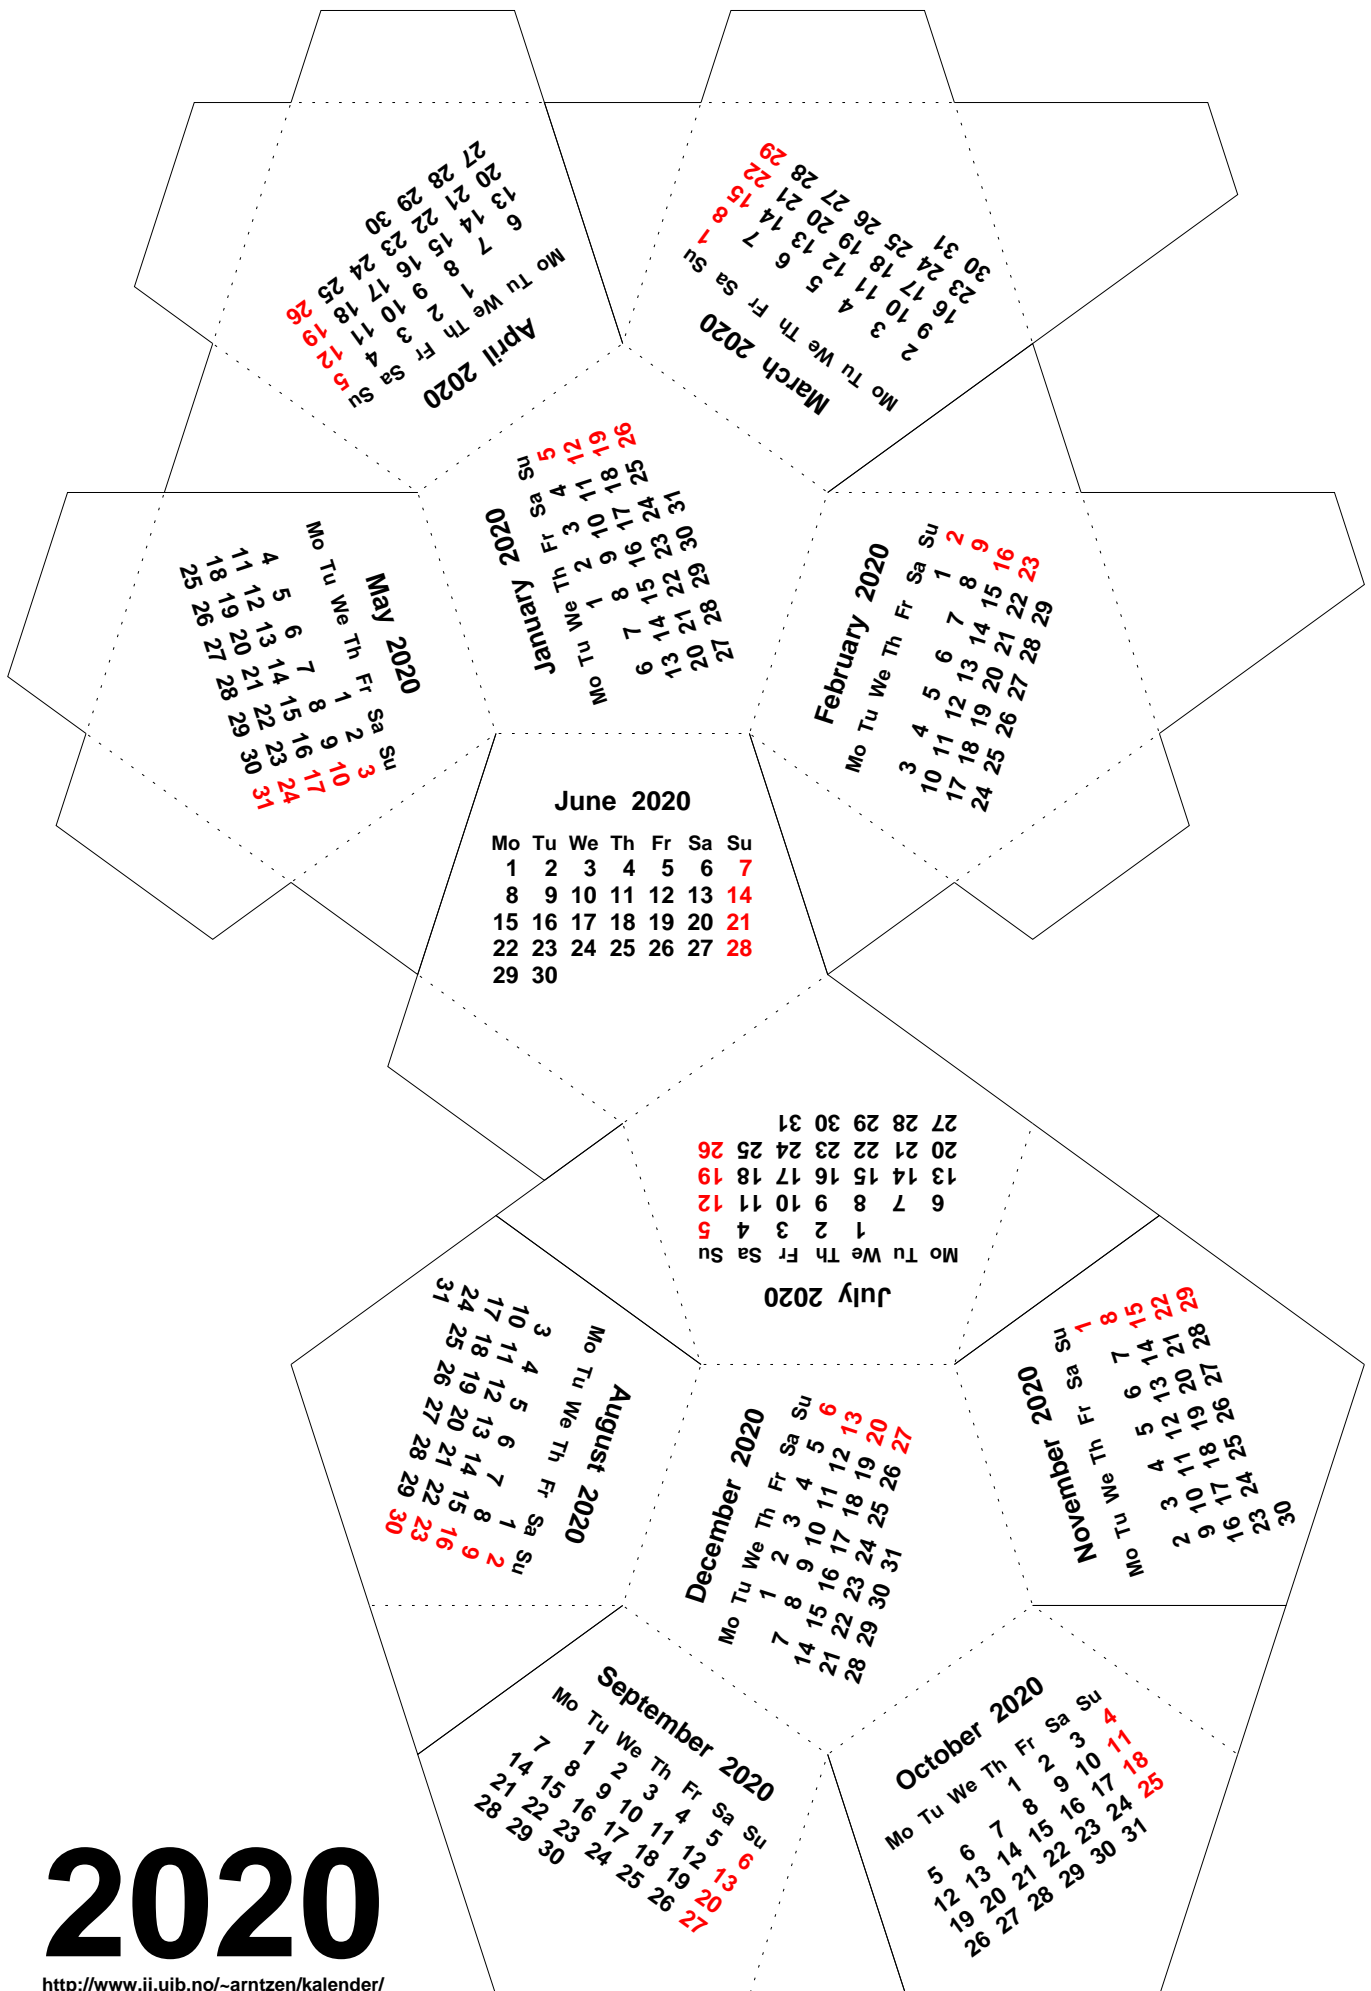 April 2020
Mo Tu We Th Fr Sa Su
1 2 3 4 5
6 7 8 9 10 11 12
13 14 15 16 17 18 19
20 21 22 23 24 25 26
27 28 29 30
March 2020
Mo Tu We Th Fr Sa Su
1
2 3 4 5 6 7 8
9 10 11 12 13 14 15
16 17 18 19 20 21 22
23 24 25 26 27 28 29
30 31
January 2020
Mo Tu We Th Fr Sa Su
1 2 3 4 5
6 7 8 9 10 11 12
13 14 15 16 17 18 19
20 21 22 23 24 25 26
27 28 29 30 31
May 2020
Mo Tu We Th Fr Sa Su
1 2 3
4 5 6 7 8 9 10
11 12 13 14 15 16 17
18 19 20 21 22 23 24
25 26 27 28 29 30 31
February 2020
Mo Tu We Th Fr Sa Su
1 2
3 4 5 6 7 8 9
10 11 12 13 14 15 16
17 18 19 20 21 22 23
24 25 26 27 28 29
June 2020
Mo Tu We Th Fr Sa Su
1 2 3 4 5 6 7
8 9 10 11 12 13 14
15 16 17 18 19 20 21
22 23 24 25 26 27 28
29 30
July 2020
Mo Tu We Th Fr Sa Su
1 2 3 4 5
6 7 8 9 10 11 12
13 14 15 16 17 18 19
20 21 22 23 24 25 26
27 28 29 30 31
August 2020
Mo Tu We Th Fr Sa Su
1 2
3 4 5 6 7 8 9
10 11 12 13 14 15 16
17 18 19 20 21 22 23
24 25 26 27 28 29 30
31
December 2020
Mo Tu We Th Fr Sa Su
1 2 3 4 5 6
7 8 9 10 11 12 13
14 15 16 17 18 19 20
21 22 23 24 25 26 27
28 29 30 31
November 2020
Mo Tu We Th Fr Sa Su
1
2 3 4 5 6 7 8
9 10 11 12 13 14 15
16 17 18 19 20 21 22
23 24 25 26 27 28 29
30
September 2020
Mo Tu We Th Fr Sa Su
1 2 3 4 5 6
7 8 9 10 11 12 13
14 15 16 17 18 19 20
21 22 23 24 25 26 27
28 29 30
October 2020
Mo Tu We Th Fr Sa Su
1 2 3 4
5 6 7 8 9 10 11
12 13 14 15 16 17 18
19 20 21 22 23 24 25
26 27 28 29 30 31
2020
http://www.ii.uib.no/~arntzen/kalender/